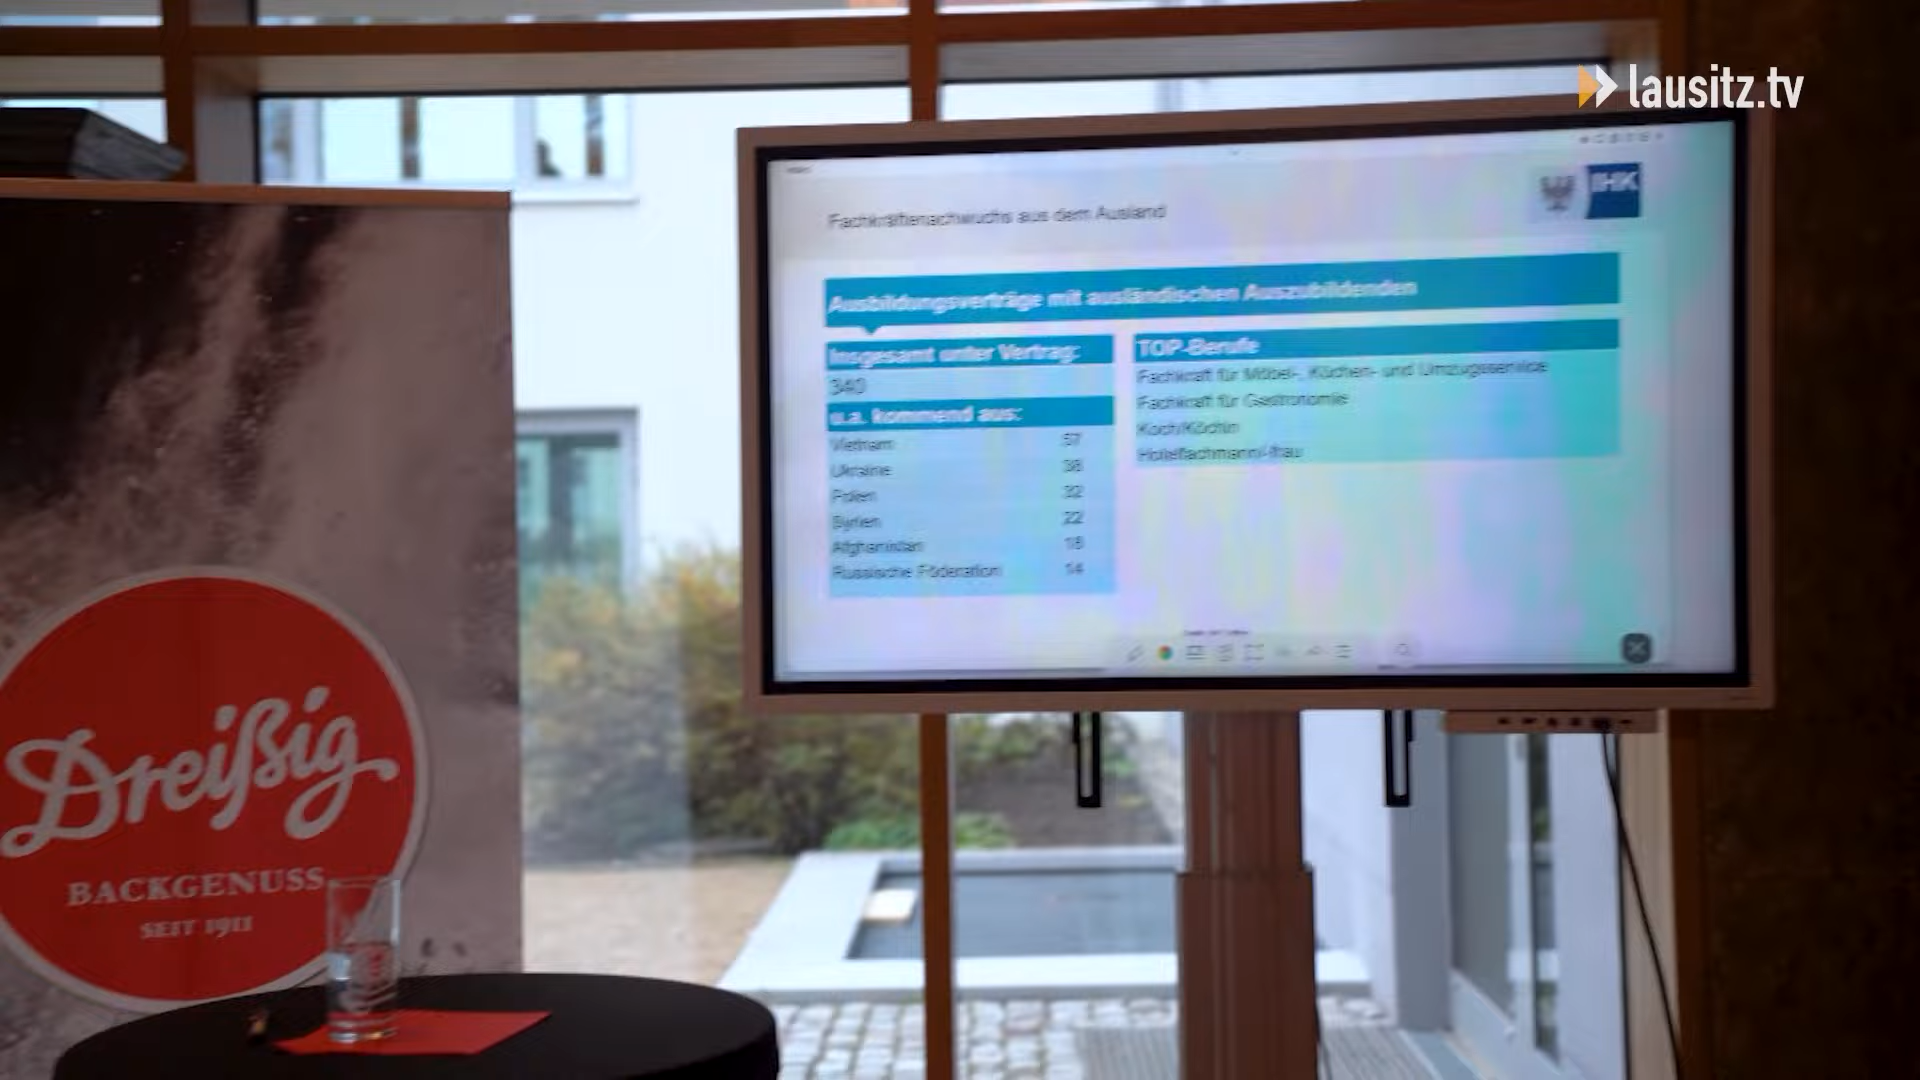 lausitz.tv
IHK
Fachkräftenachwuchs aus dem Ausland
Ausbildungsverträge mit ausländischen Auszubildenden
Insgesamt unter Vertrag:
340
u.a. kommend aus:
Vietnam 57
Ukraine 38
Polen 32
Syrien 22
Afghanistan 18
Russische Föderation 14
TOP-Berufe
Fachkraft für Möbel-, Küchen- und Umzugsservice
Fachkraft für Gastronomie
Koch/Köchin
Hotelfachmann/-frau
Dreißig
BACKGENUSS
SEIT 1911